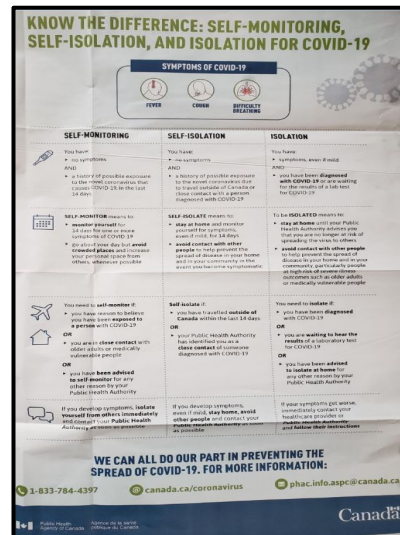 KNOW THE DIFFERENCE: SELF-MONITORING,
SELF-ISOLATION, AND ISOLATION FOR COVID-19
SYMPTOMS OF COVID-19
FEVER
COUGH
DIFFICULTY
BREATHING
SELF-MONITORING
You have:
no symptoms
AND
a history of possible exposure
to the novel coronavirus that
causes COVID-19, in the last
14 days
SELF-MONITOR means to:
monitor yourself for
14 days for one or more
symptoms of COVID-19
go about your day but avoid
crowded places and increase
your personal space from
others, whenever possible
You need to self-monitor if:
you have reason to believe
you have been exposed to
a person with COVID-19
OR
you are in close contact with
older adults or medically
vulnerable people
OR
you have been advised
to self-monitor for any
other reason by your
Public Health Authority
If you develop symptoms, isolate
yourself from others immediately
and contact your Public Health
Authority as soon as possible
SELF-ISOLATION
You have:
no symptoms
AND
a history of possible exposure
to the novel coronavirus
due to travel outside of Canada or
close contact with a person
diagnosed with COVID-19
SELF-ISOLATE means to:
stay at home and monitor
yourself for symptoms,
even if mild, for 14 days
avoid contact with other
people to help prevent the
spread of disease in your home
and in your community in the
event you become symptomatic
Self-isolate if:
you have travelled outside of
Canada within the last 14 days
OR
your Public Health Authority
has identified you as a
close contact of someone
diagnosed with COVID-19
If you develop symptoms,
even if mild, stay home, avoid
other people and contact your
Public Health Authority as soon
as possible
ISOLATION
You have:
symptoms, even if mild
AND
you have been diagnosed
with COVID-19 or are waiting
for the results of a lab test
for COVID-19
To be ISOLATED means to:
stay at home until your Public
Health Authority advises you
that you are no longer at risk of
spreading the virus to others
avoid contact with other people
to help prevent the spread of
disease in your home and in your
community, particularly people
at high risk of severe illness
outcomes such as older adults
or medically vulnerable people
You need to isolate if:
you have been diagnosed
with COVID-19
OR
you are waiting to hear the
results of a laboratory test
for COVID-19
OR
you have been advised
to isolate at home for
any other reason by your
Public Health Authority
If your symptoms get worse,
immediately contact your
healthcare provider or
Public Health Authority and
follow their instructions
WE CAN ALL DO OUR PART IN PREVENTING THE
SPREAD OF COVID-19. FOR MORE INFORMATION:
1-833-784-4397
canada.ca/coronavirus
phac.info.aspc@canada.ca
Public Health
Agency of Canada
Agence de la santé
publique du Canada
Canada